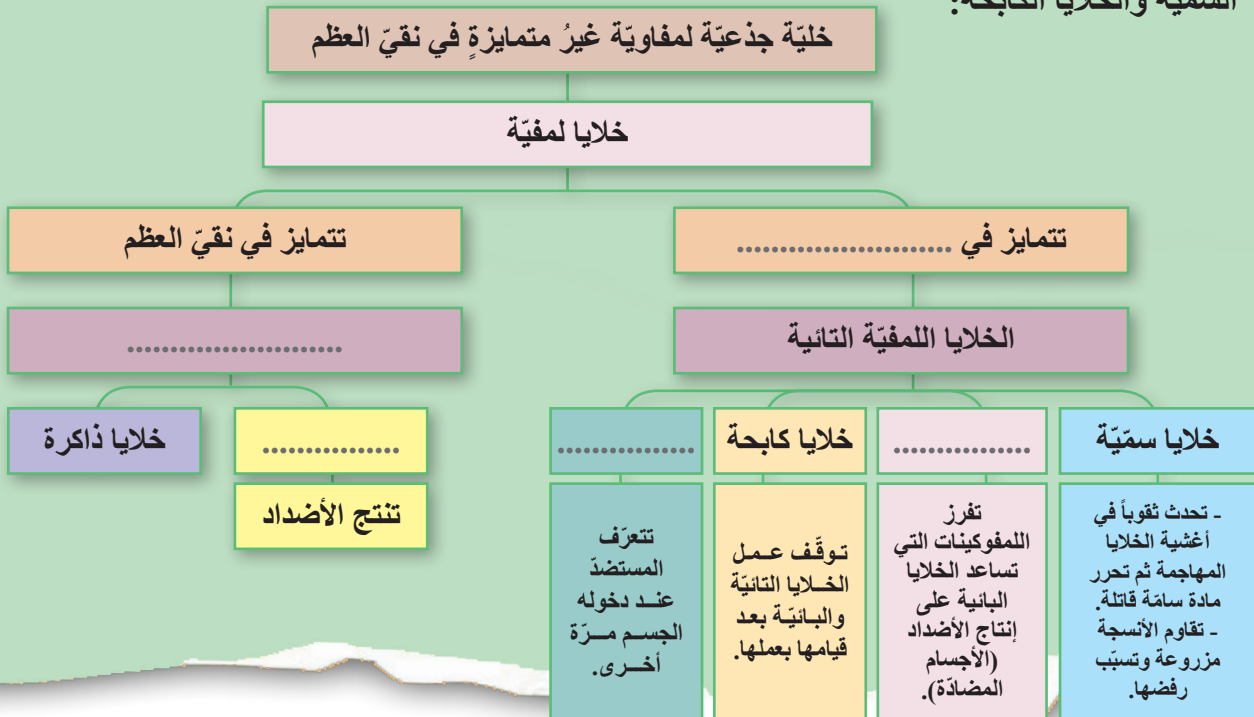 السمية والخلايا الكابحة:
خليّة جذعيّة لمفاويّة غيرُ متمايزةٍ في نقيّ العظم
خلايا لمفيّة
تتمايز في .........................
تتمايز في نقيّ العظم
الخلايا اللمفيّة التائية
.........................
خلايا سمّيّة
................
خلايا كابحة
................
................
خلايا ذاكرة
- تحدث ثقوباً في
أغشية الخلايا
المهاجمة ثم تحرر
مادة سامّة قاتلة.
- تقاوم الأنسجة
مزروعة وتسبّب
رفضها.
تفرز
اللمفوكينات التي
تساعد الخلايا
البائية على
إنتاج الأضداد
(الأجسام
المضادّة).
توقّف عمل
الخلايا التائيّة
والبائيّة بعد
قيامها بعملها.
تتعرّف
المستضدّ
عند دخوله
الجسم مرّة
أخرى.
تنتج الأضداد